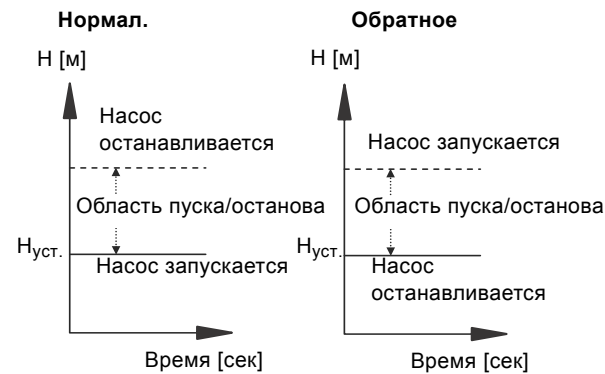 Нормал.
H [м]
Насос
останавливается
Область пуска/останова
Hуст.
Насос запускается
Время [сек]
Обратное
H [м]
Насос запускается
Область пуска/останова
Hуст.
Насос
останавливается
Время [сек]